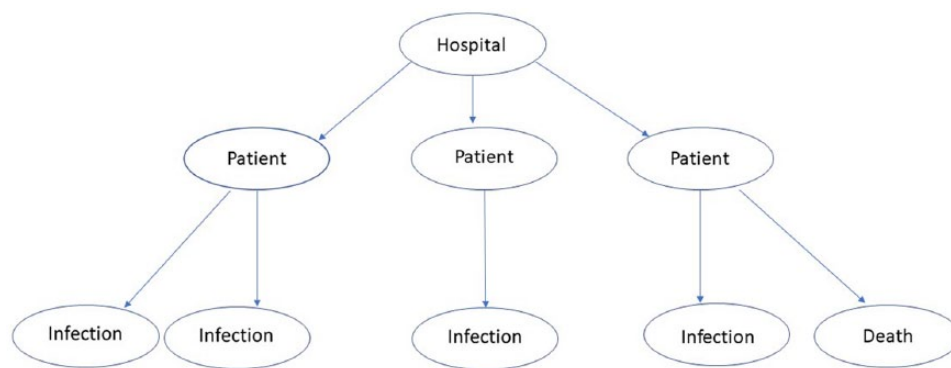 Hospital
Patient
Patient
Patient
Infection
Infection
Infection
Infection
Death